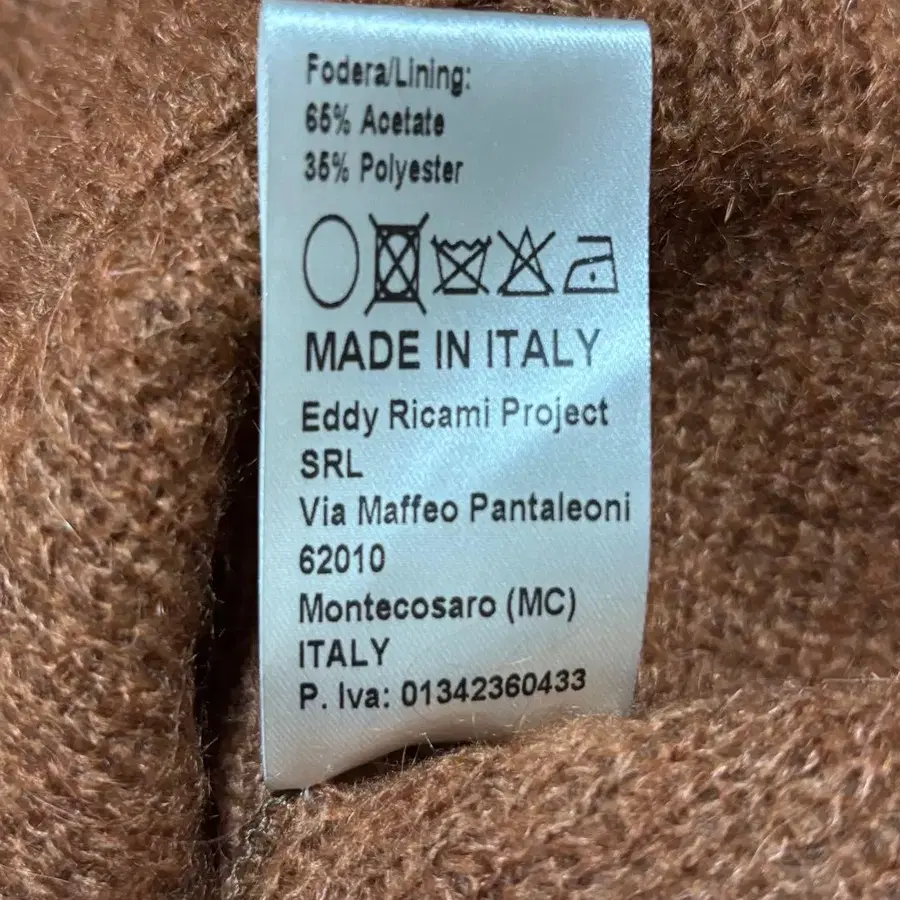 Fodera/Lining:
65% Acetate
35% Polyester
MADE IN ITALY
Eddy Ricami Project
SRL
Via Maffeo Pantaleoni
62010
Montecosaro (MC)
ITALY
P. Iva: 01342360433